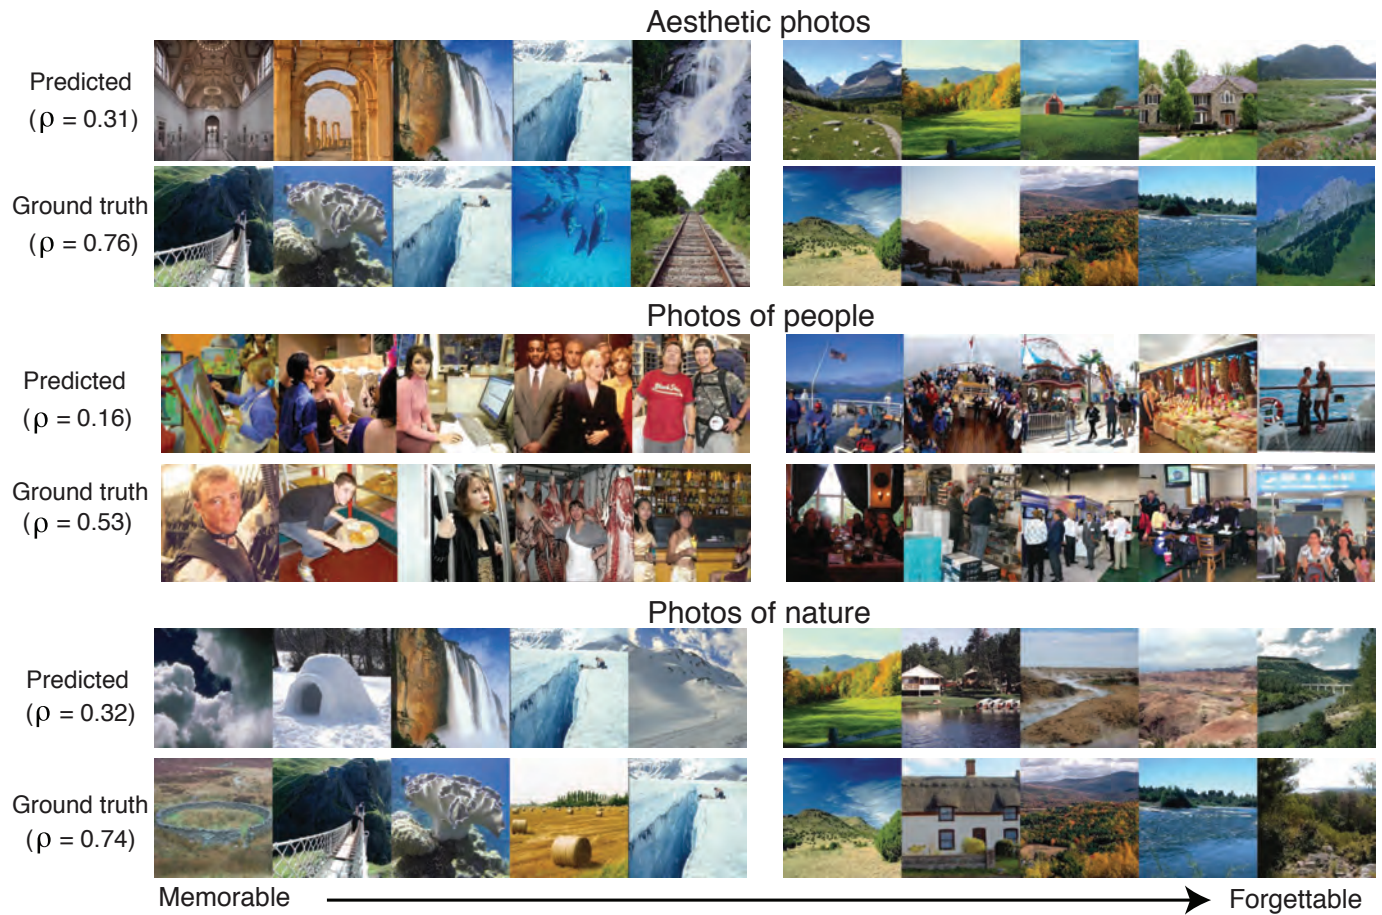 Aesthetic photos
Predicted
(ρ = 0.31)
Ground truth
(ρ = 0.76)
Photos of people
Predicted
(ρ = 0.16)
Ground truth
(ρ = 0.53)
Photos of nature
Predicted
(ρ = 0.32)
Ground truth
(ρ = 0.74)
Memorable
Forgettable